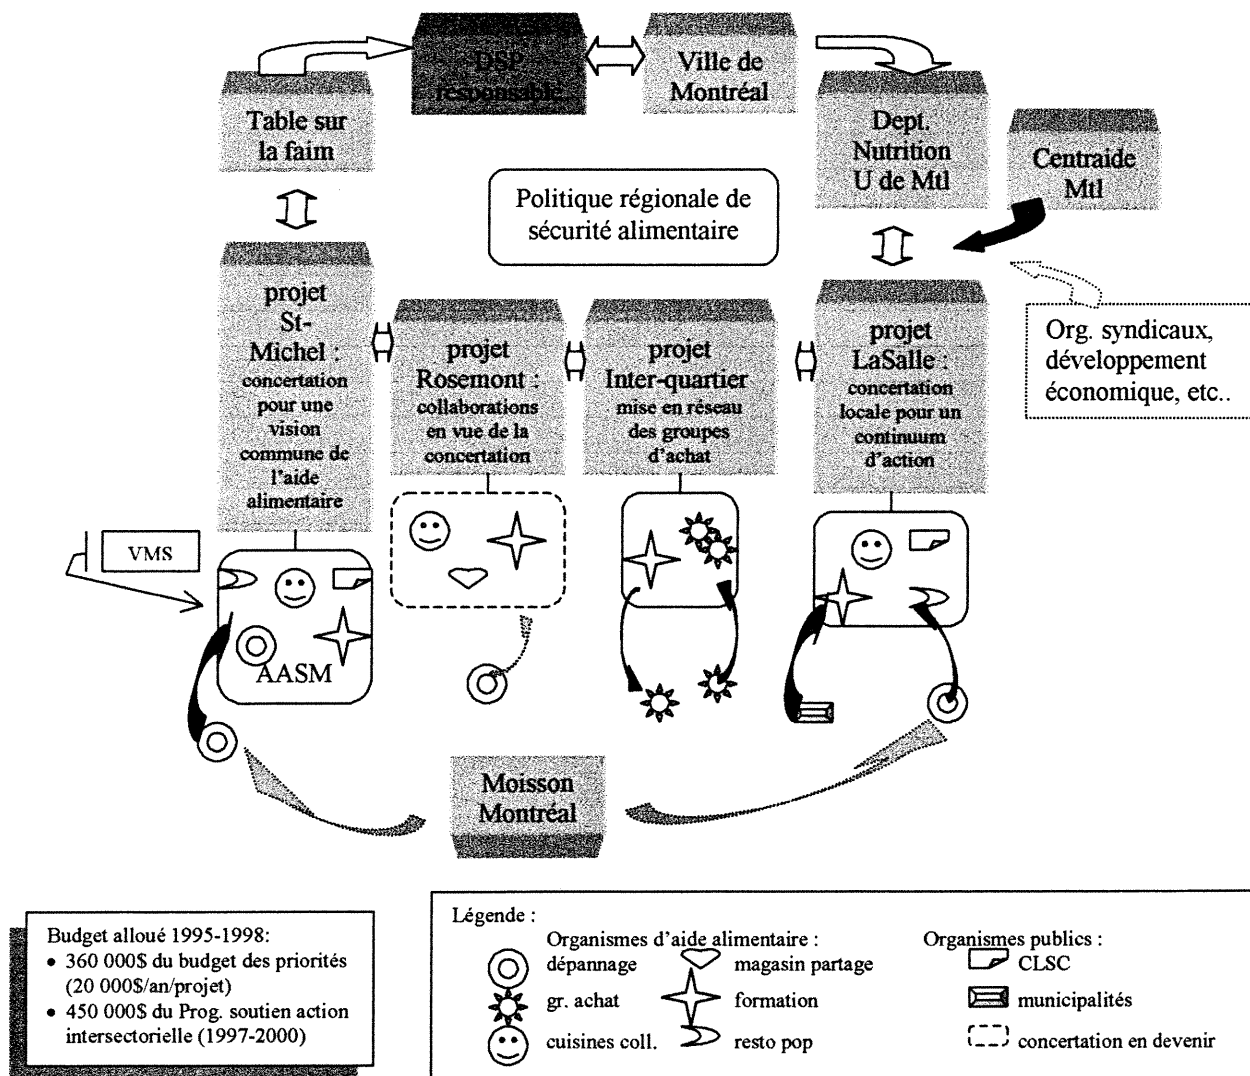 DSP
responsable
Ville de
Montréal
Table sur
la faim
Dept.
Nutrition
U de Mtl
Centraide
Mtl
Politique régionale de
sécurité alimentaire
projet
St-
Michel :
concertation
pour une
vision
commune de
l'aide
alimentaire
projet
Rosemont :
collaborations
en vue de la
concertation
projet
Inter-quartier
mise en réseau
des groupes
d'achat
projet
LaSalle :
concertation
locale pour un
continuum
d'action
Org. syndicaux,
développement
économique, etc..
VMS
AASM
Moisson
Montréal
Budget alloué 1995-1998:
• 360 000$ du budget des priorités
(20 000$/an/projet)
• 450 000$ du Prog. soutien action
intersectorielle (1997-2000)
Légende :
Organismes d'aide alimentaire :
dépannage
magasin partage
gr. achat
formation
cuisines coll.
resto pop
Organismes publics :
CLSC
municipalités
concertation en devenir